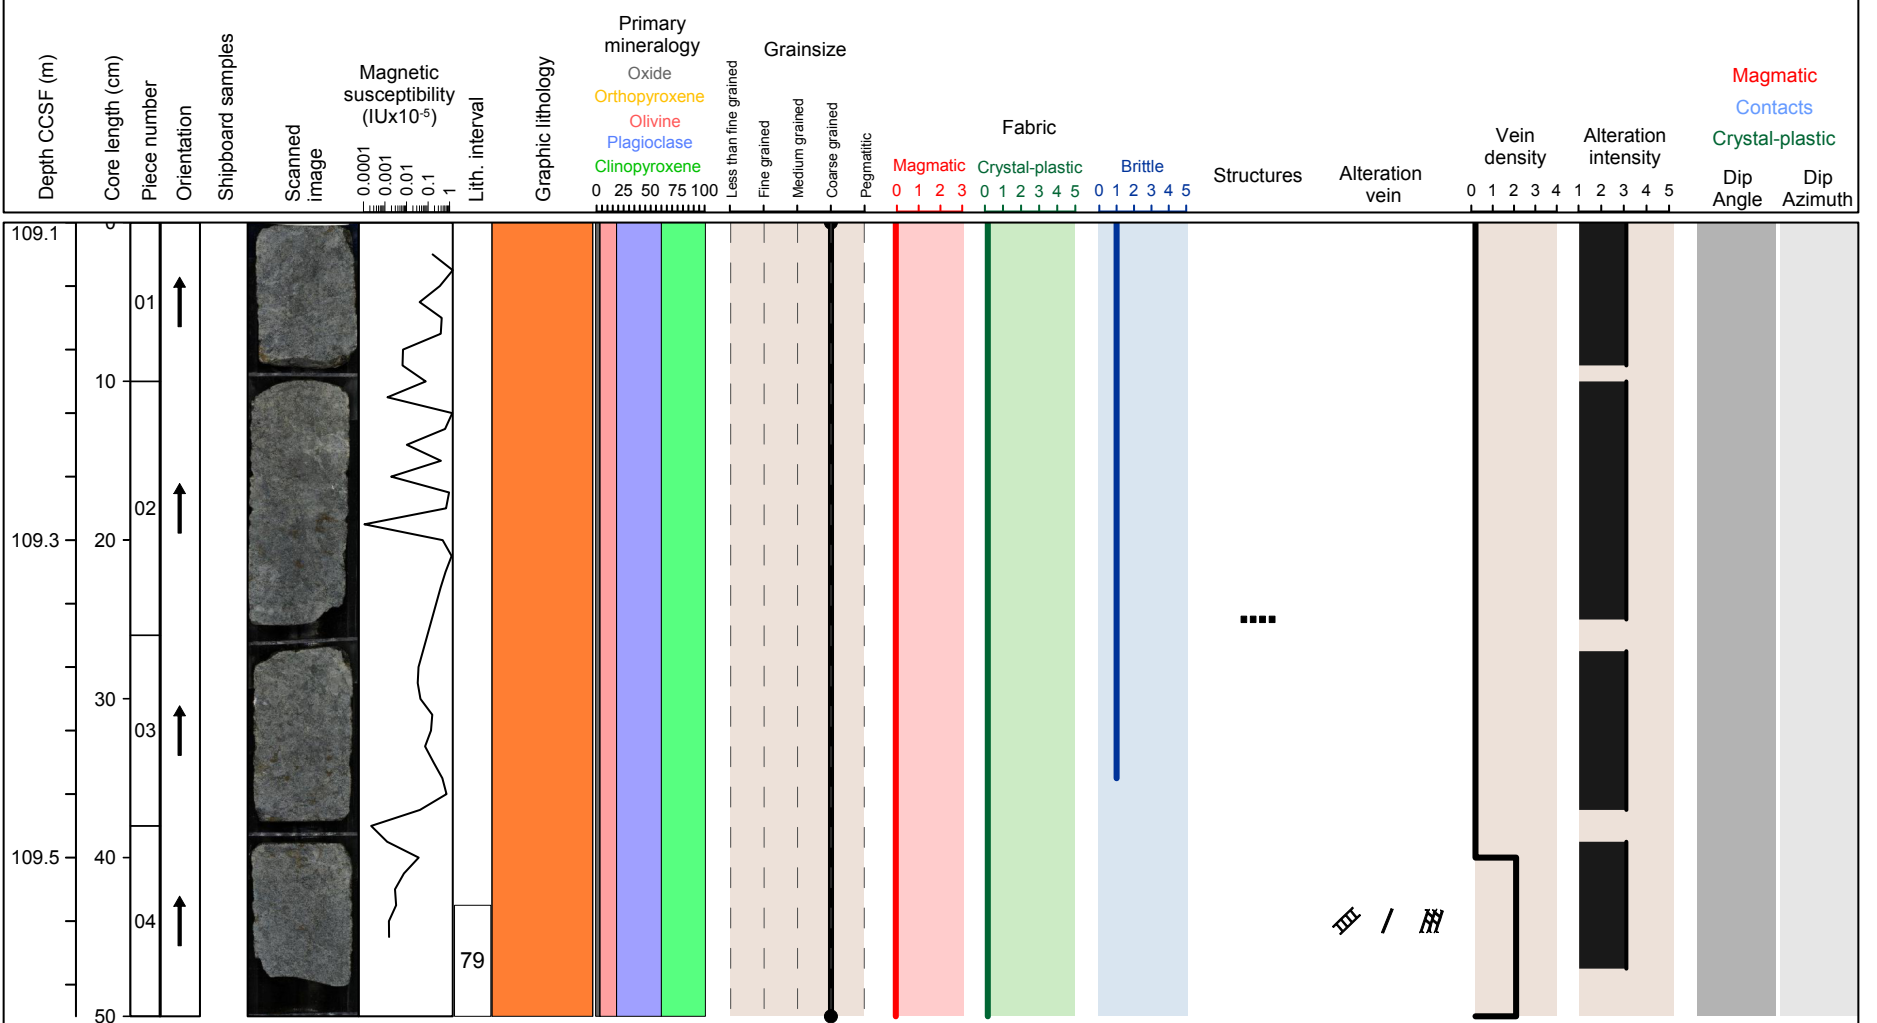 Depth CCSF (m)
Core length (cm)
Piece number
Orientation
Shipboard samples
Scanned
image
Magnetic
susceptibility
(IUx10-5)
0.0001
0.001
0.01
0.1
1
Lith. interval
Graphic lithology
Primary
mineralogy
Oxide
Orthopyroxene
Olivine
Plagioclase
Clinopyroxene
0 25 50 75 100
Grainsize
Less than fine grained
Fine grained
Medium grained
Coarse grained
Pegmatitic
Fabric
Magmatic
0 1 2 3
Crystal-plastic
0 1 2 3 4 5
Brittle
0 1 2 3 4 5
Structures
Alteration
vein
Vein
density
0 1 2 3 4
Alteration
intensity
1 2 3 4 5
Magmatic
Contacts
Crystal-plastic
Dip
Angle
Dip
Azimuth
109.1
0
01
10
02
109.3
20
30
03
109.5
40
04
79
50